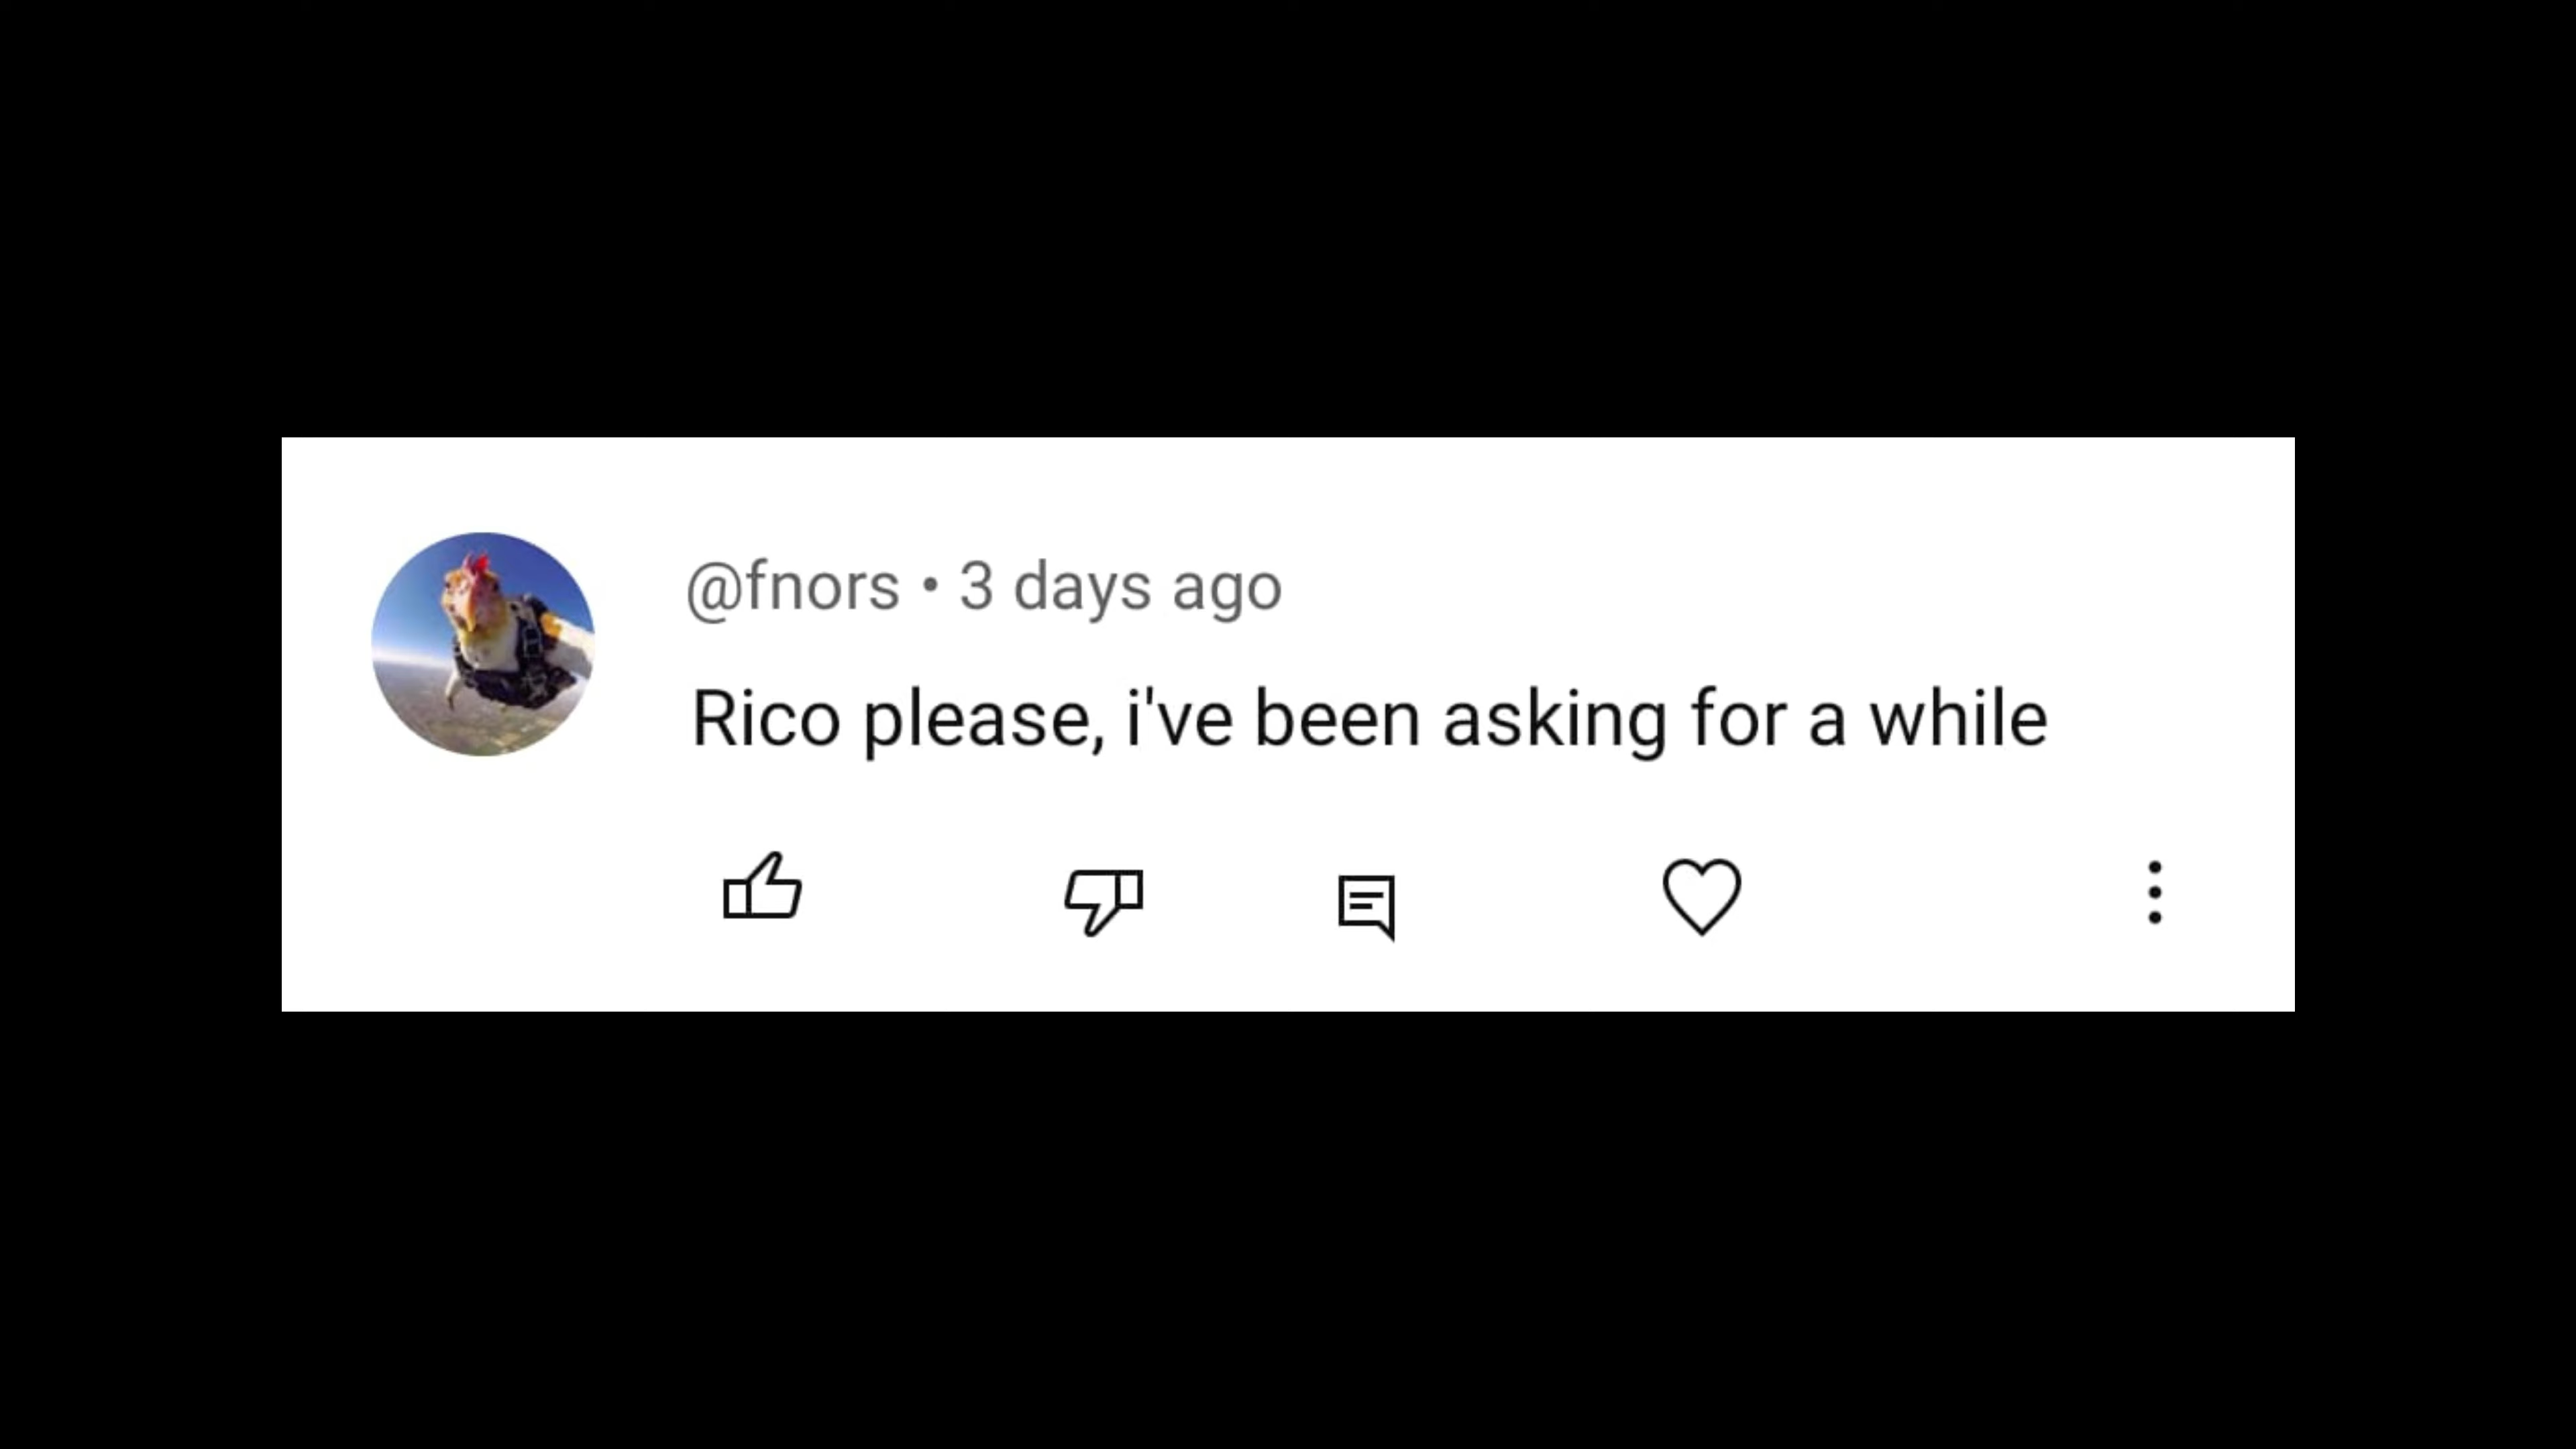 @fnors • 3 days ago
Rico please, i've been asking for a while